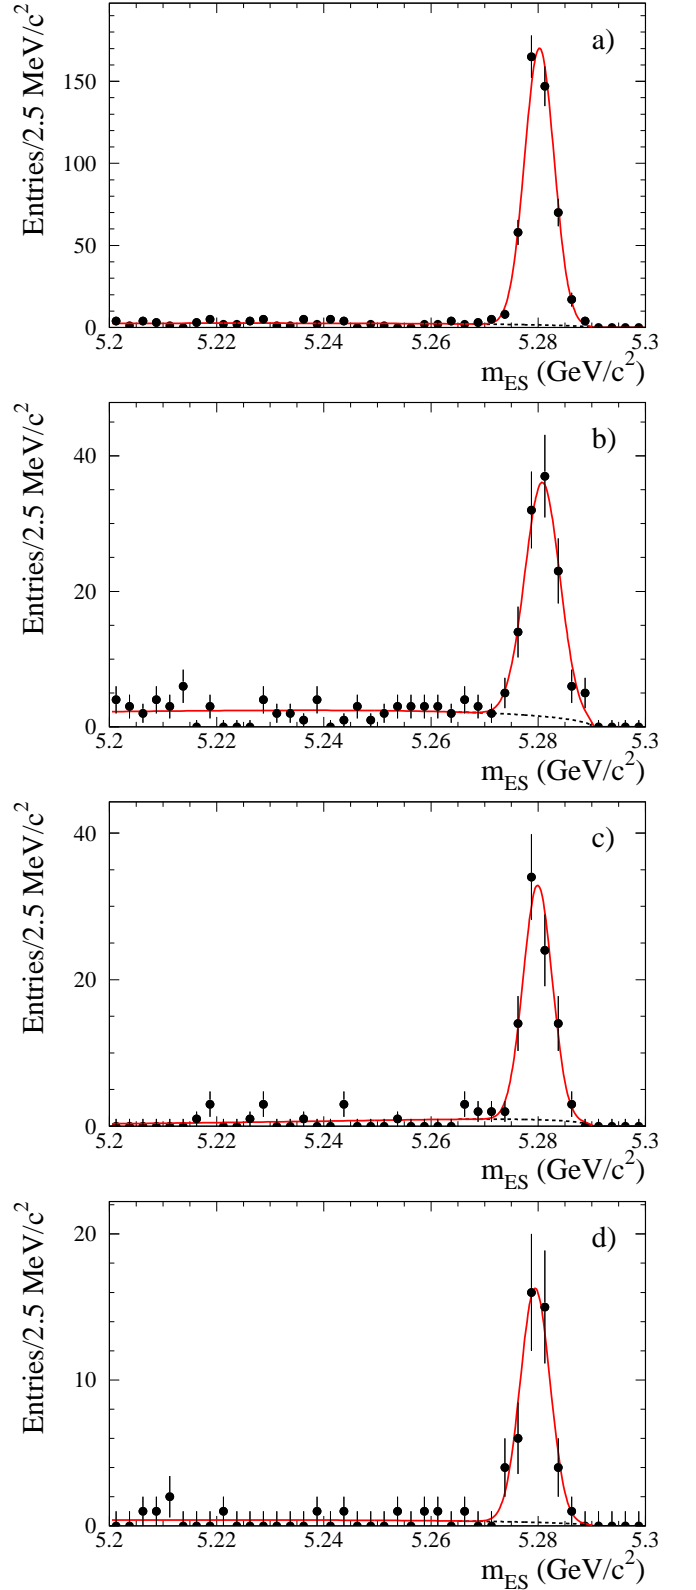 Entries/2.5 MeV/c²
a)
150
100
50
0
5.2 5.22 5.24 5.26 5.28 5.3
m_ES (GeV/c²)
Entries/2.5 MeV/c²
b)
40
20
0
5.2 5.22 5.24 5.26 5.28 5.3
m_ES (GeV/c²)
Entries/2.5 MeV/c²
c)
40
20
0
5.2 5.22 5.24 5.26 5.28 5.3
m_ES (GeV/c²)
Entries/2.5 MeV/c²
d)
20
10
0
5.2 5.22 5.24 5.26 5.28 5.3
m_ES (GeV/c²)